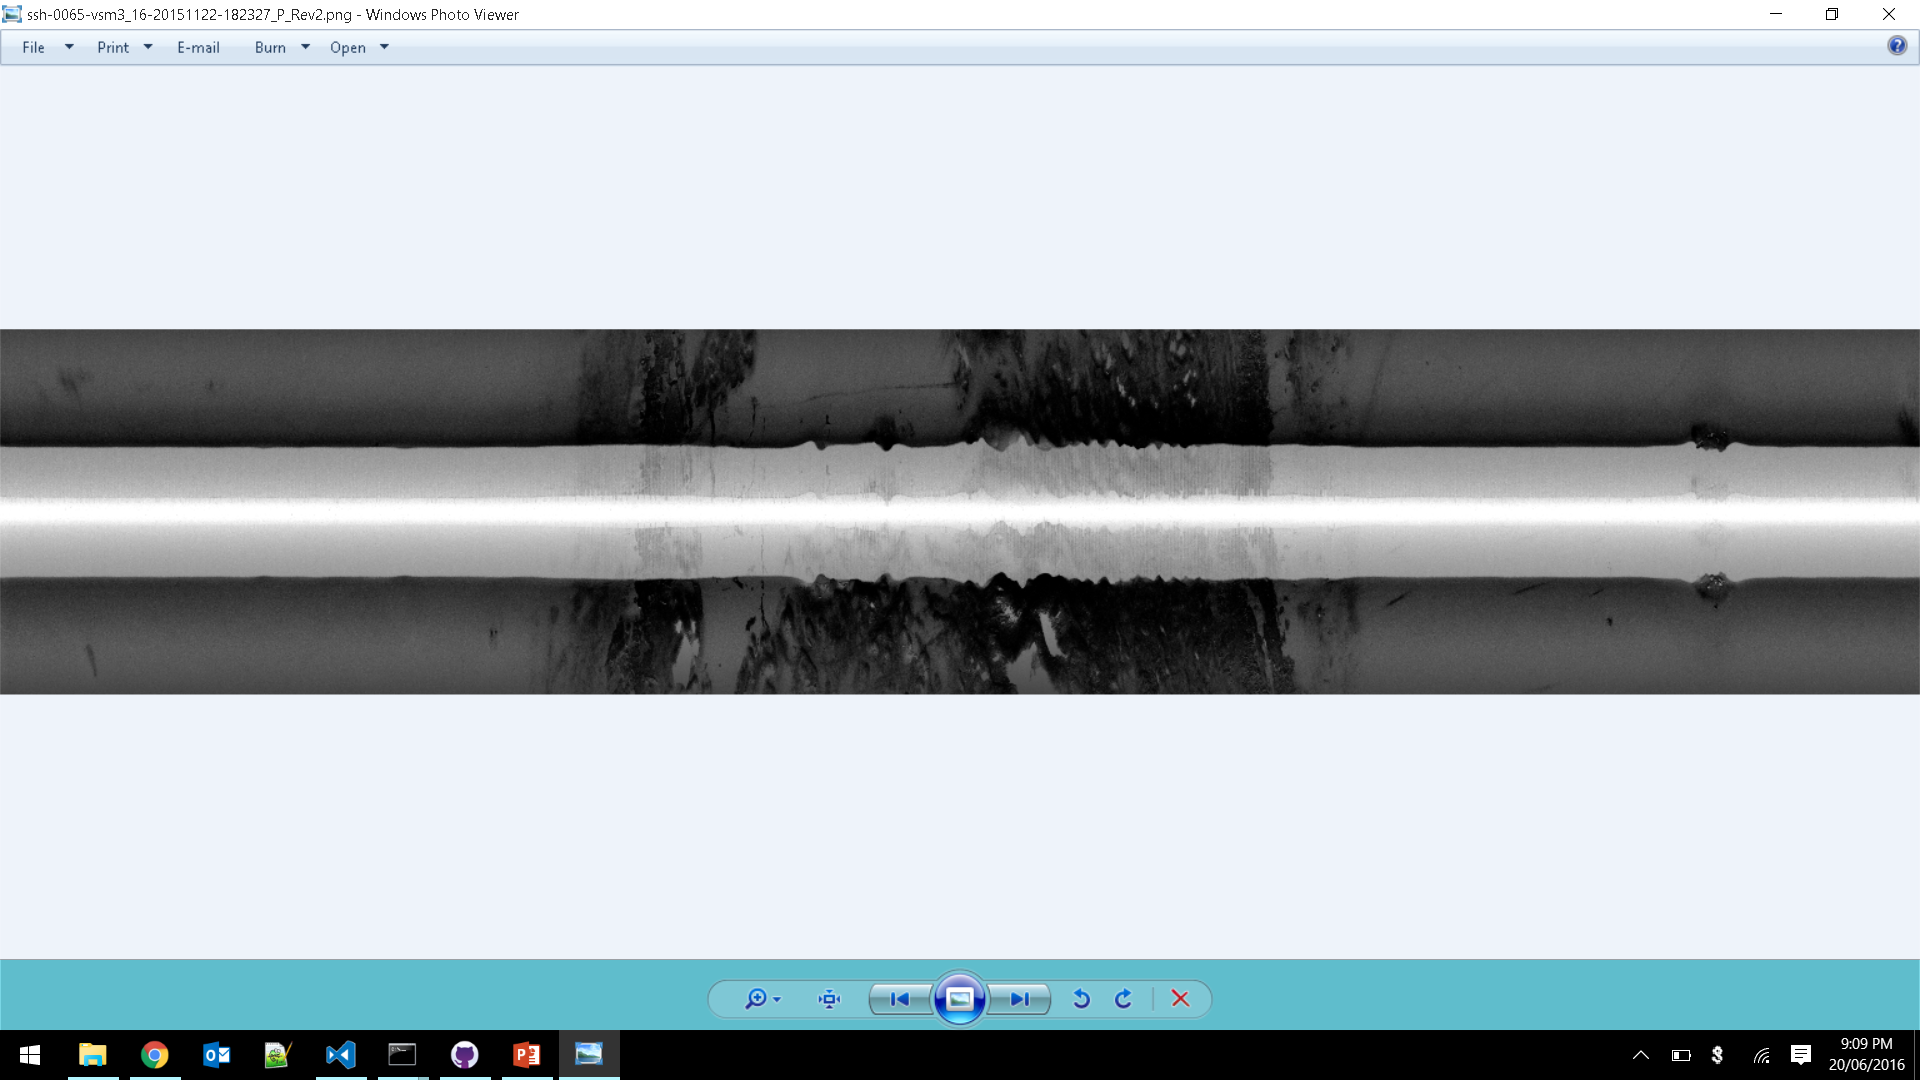 ssh-0065-vsm3_16-20151122-182327_P_Rev2.png - Windows Photo Viewer
File Print E-mail Burn Open
9:09 PM
20/06/2016